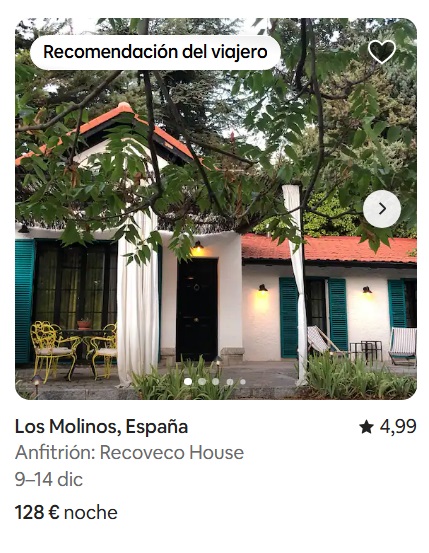 Recomendación del viajero
Los Molinos, España ★ 4,99
Anfitrión: Recoveco House
9–14 dic
128 € noche